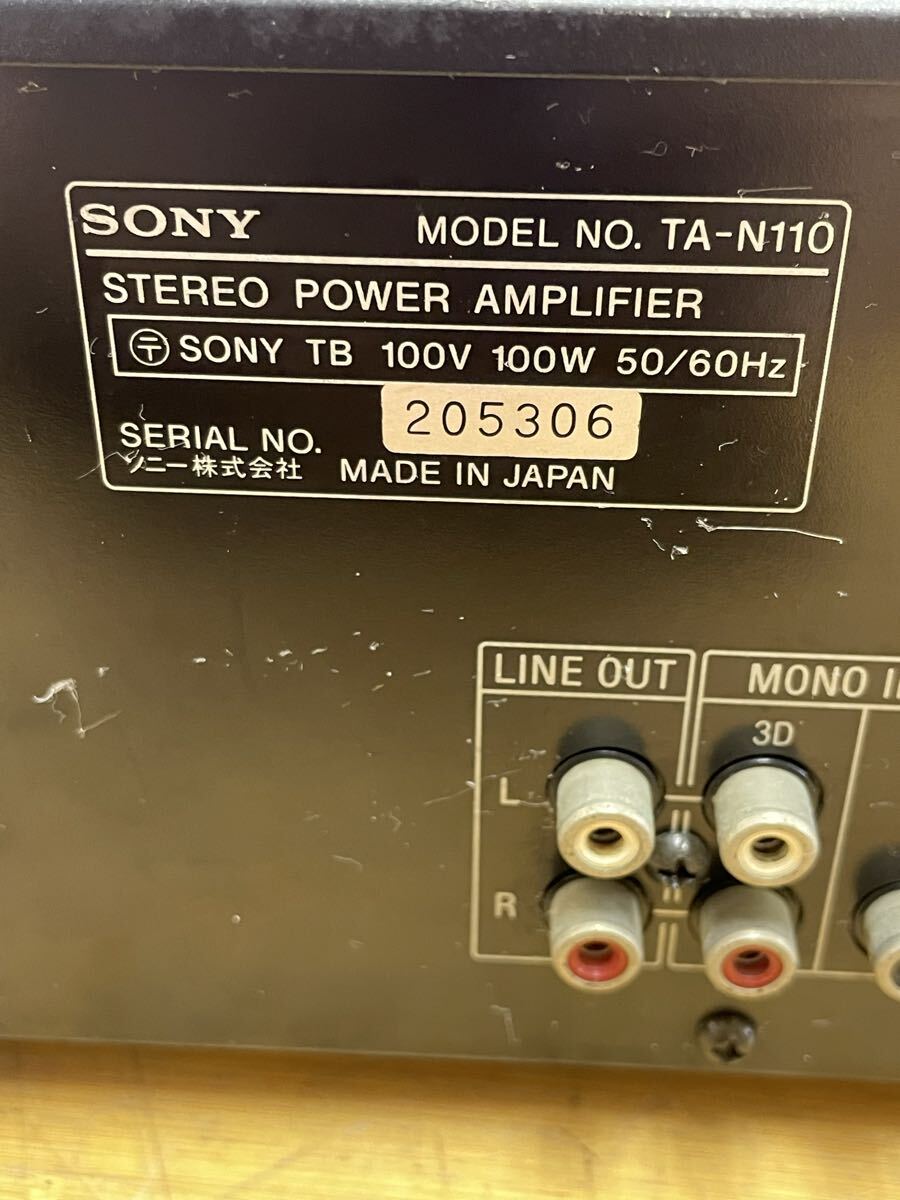 SONY MODEL NO. TA-N110
STEREO POWER AMPLIFIER
〒 SONY TB 100V 100W 50/60Hz
SERIAL NO. 205306
ソニー株式会社 MADE IN JAPAN
LINE OUT MONO
3D
L
R